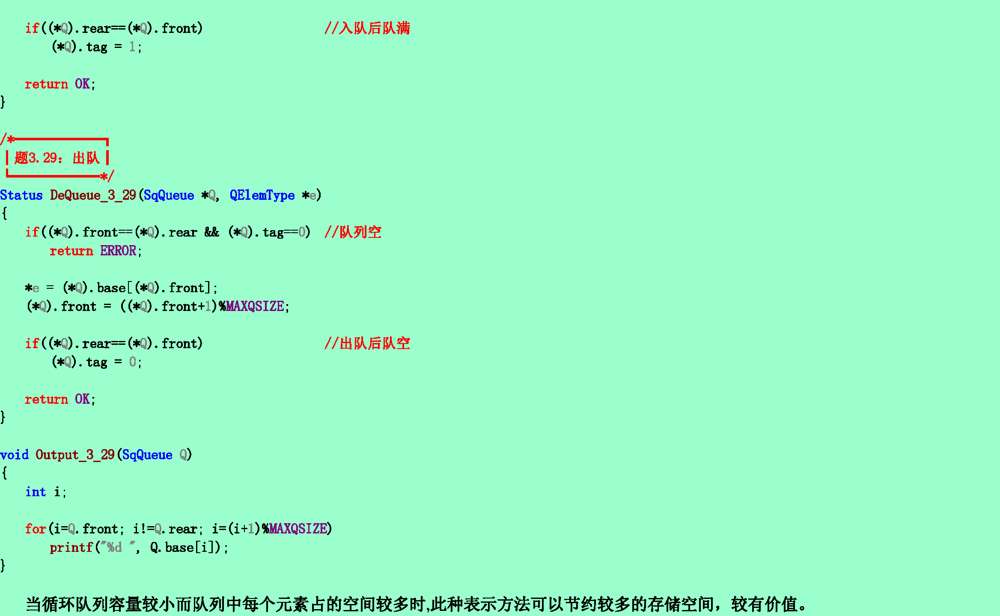 if((*Q).rear==(*Q).front) //入队后队满
(*Q).tag = 1;
return OK;
}
/*━━━━━━┓
┃题3.29：出队┃
┗━━━━━━*/
Status DeQueue_3_29(SqQueue *Q, QElemType *e)
{
if((*Q).front==(*Q).rear && (*Q).tag==0) //队列空
return ERROR;
*e = (*Q).base[(*Q).front];
(*Q).front = ((*Q).front+1)%MAXQSIZE;
if((*Q).rear==(*Q).front) //出队后队空
(*Q).tag = 0;
return OK;
}
void Output_3_29(SqQueue Q)
{
int i;
for(i=Q.front; i!=Q.rear; i=(i+1)%MAXQSIZE)
printf("%d ", Q.base[i]);
}
当循环队列容量较小而队列中每个元素占的空间较多时,此种表示方法可以节约较多的存储空间，较有价值。